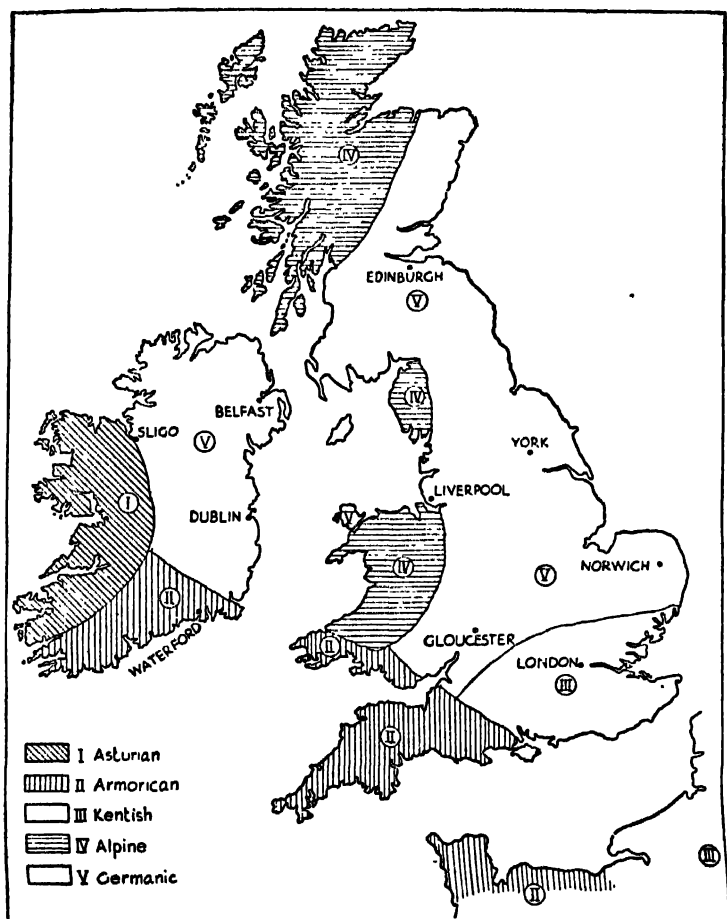 IV
EDINBURGH
V
BELFAST
IV
SLIGO
V
YORK
LIVERPOOL
I
DUBLIN
V
NORWICH
IV
V
II
GLOUCESTER
WATERFORD
II
LONDON
III
II
I Asturian
II Armorican
III Kentish
IV Alpine
V Germanic
III
II